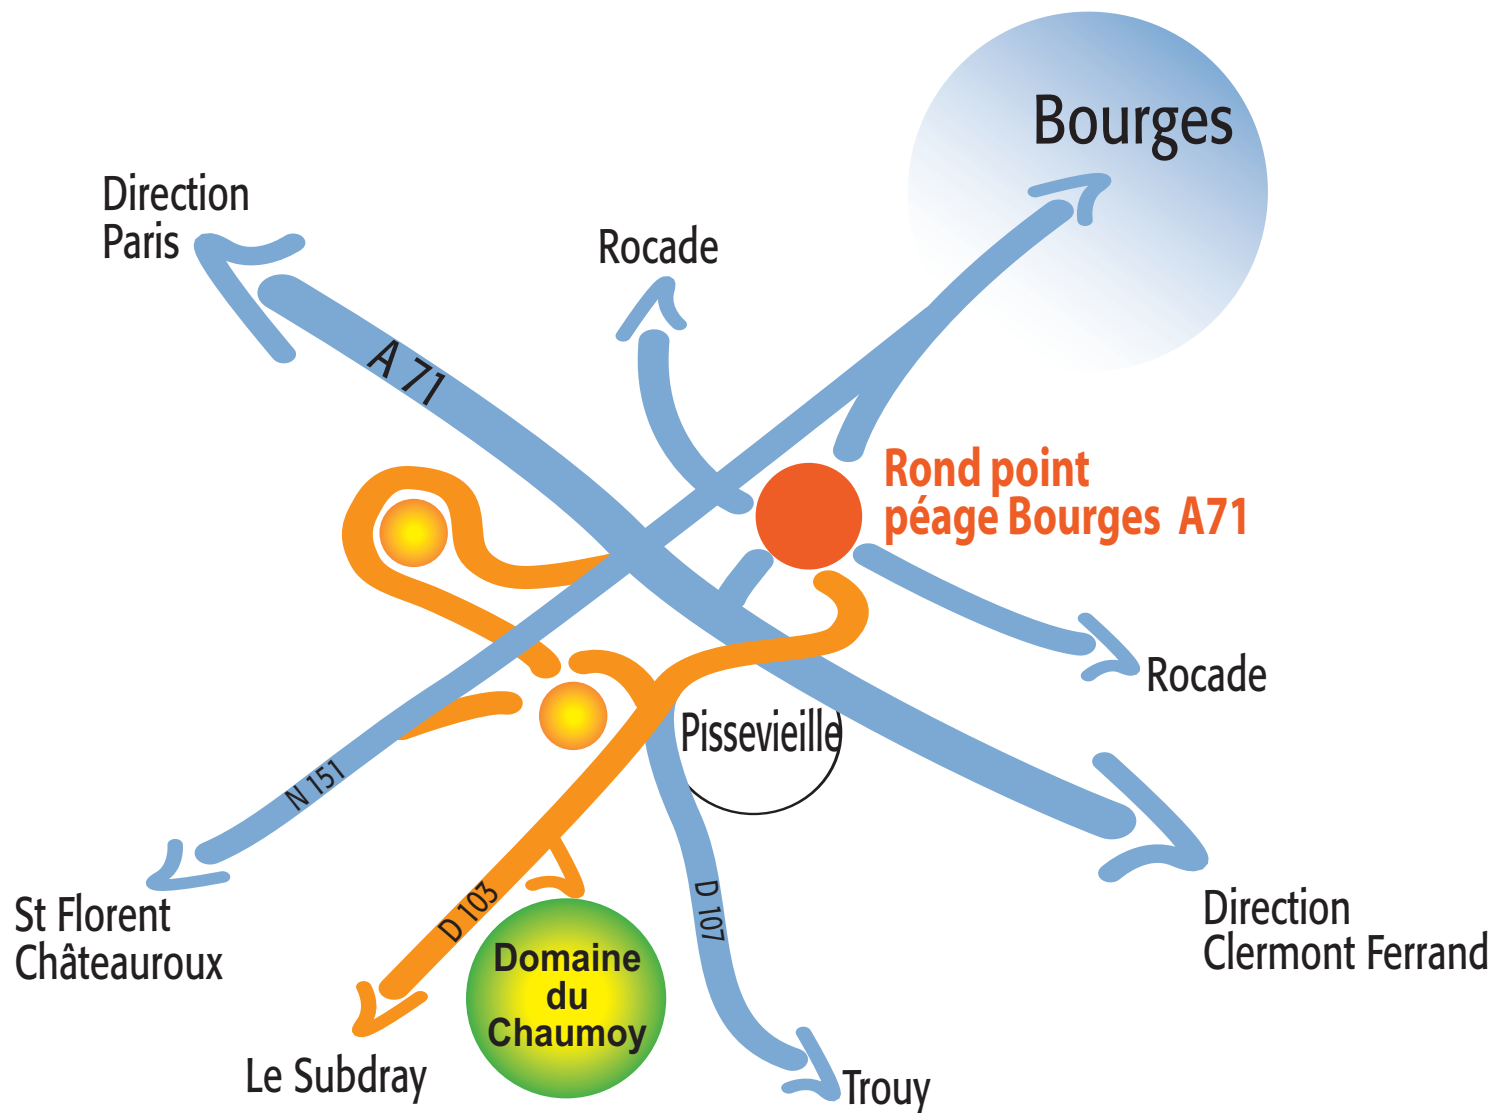 Bourges
Direction
Paris
Rocade
A 71
Rond point
péage Bourges A71
Rocade
Pissevieille
N 151
St Florent
Châteauroux
D 103
D 107
Direction
Clermont Ferrand
Domaine
du
Chaumoy
Le Subdray
Trouy